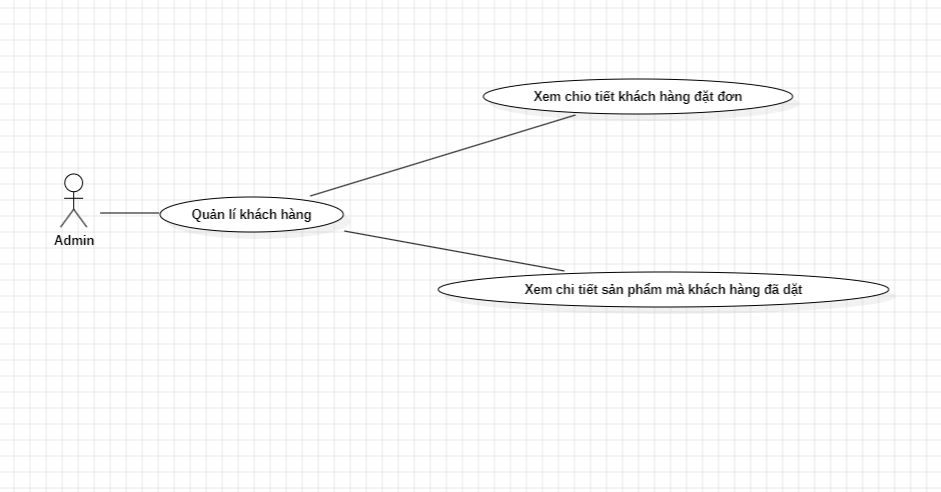 Xem chio tiết khách hàng đặt đơn
Quản lí khách hàng
Admin
Xem chi tiết sản phẩm mà khách hàng đã dặt